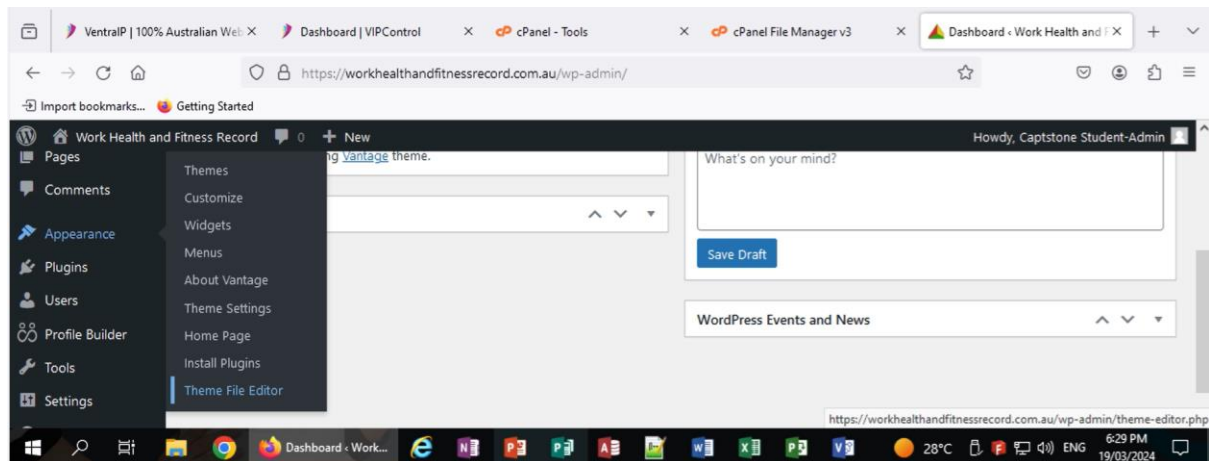 VentraIP | 100% Australian Web
Dashboard | VIPControl
cPanel - Tools
cPanel File Manager v3
Dashboard ‹ Work Health and F
https://workhealthandfitnessrecord.com.au/wp-admin/
Import bookmarks...
Getting Started
Work Health and Fitness Record
0
+ New
Howdy, Captstone Student-Admin
Pages
Comments
Appearance
Plugins
Users
Profile Builder
Tools
Settings
Themes
Customize
Widgets
Menus
About Vantage
Theme Settings
Home Page
Install Plugins
Theme File Editor
ng Vantage theme.
What's on your mind?
Save Draft
WordPress Events and News
https://workhealthandfitnessrecord.com.au/wp-admin/theme-editor.php
Dashboard ‹ Work...
28°C
ENG
6:29 PM
19/03/2024